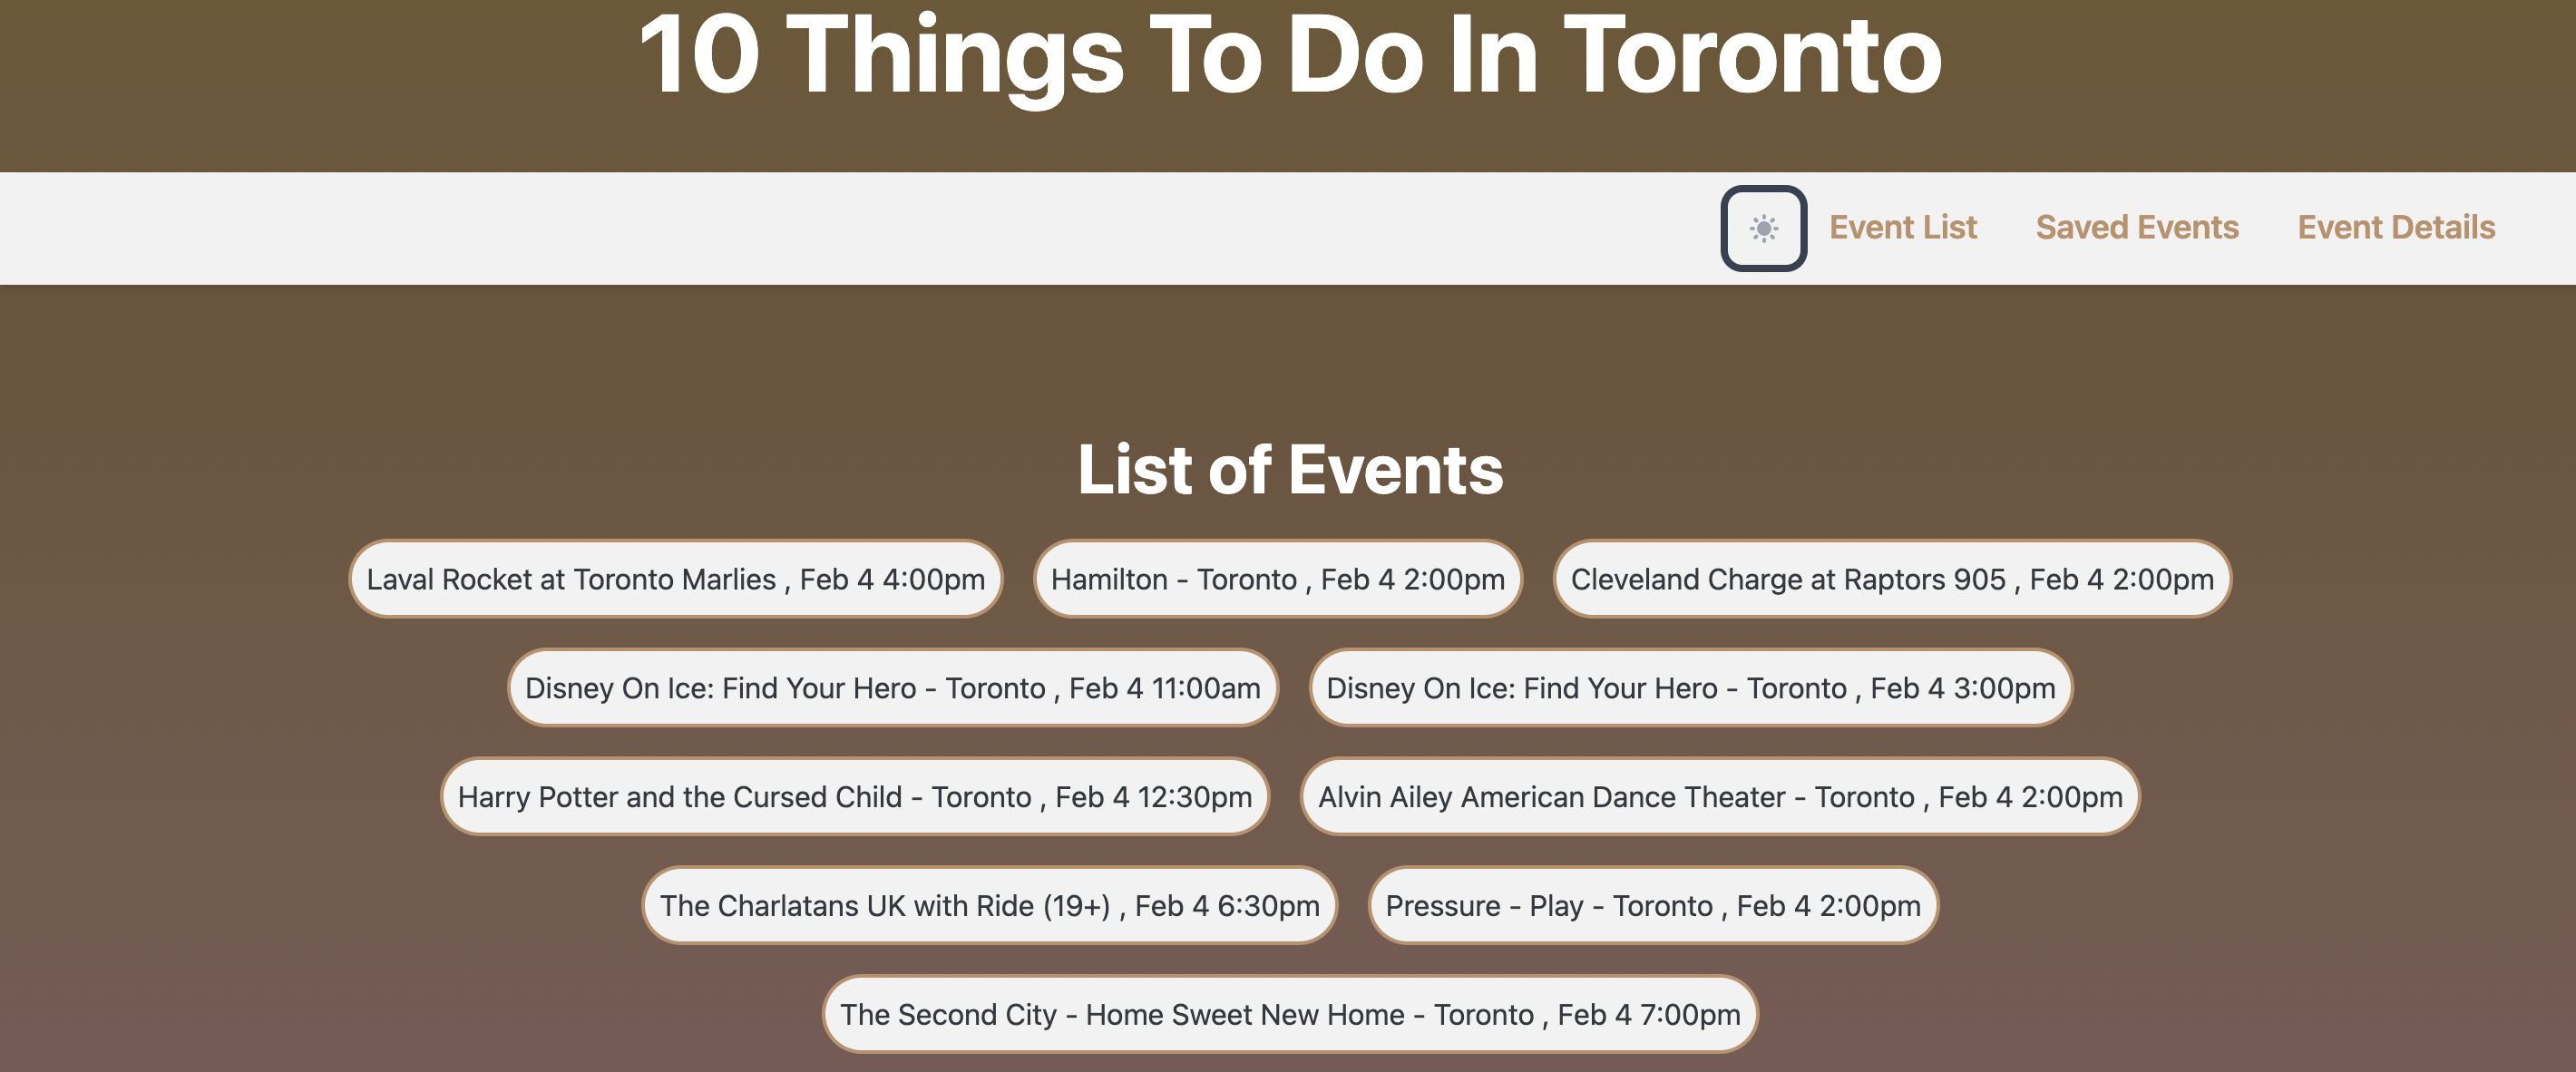 10 Things To Do In Toronto
Event List Saved Events Event Details
List of Events
Laval Rocket at Toronto Marlies , Feb 4 4:00pm Hamilton - Toronto , Feb 4 2:00pm Cleveland Charge at Raptors 905 , Feb 4 2:00pm
Disney On Ice: Find Your Hero - Toronto , Feb 4 11:00am Disney On Ice: Find Your Hero - Toronto , Feb 4 3:00pm
Harry Potter and the Cursed Child - Toronto , Feb 4 12:30pm Alvin Ailey American Dance Theater - Toronto , Feb 4 2:00pm
The Charlatans UK with Ride (19+) , Feb 4 6:30pm Pressure - Play - Toronto , Feb 4 2:00pm
The Second City - Home Sweet New Home - Toronto , Feb 4 7:00pm